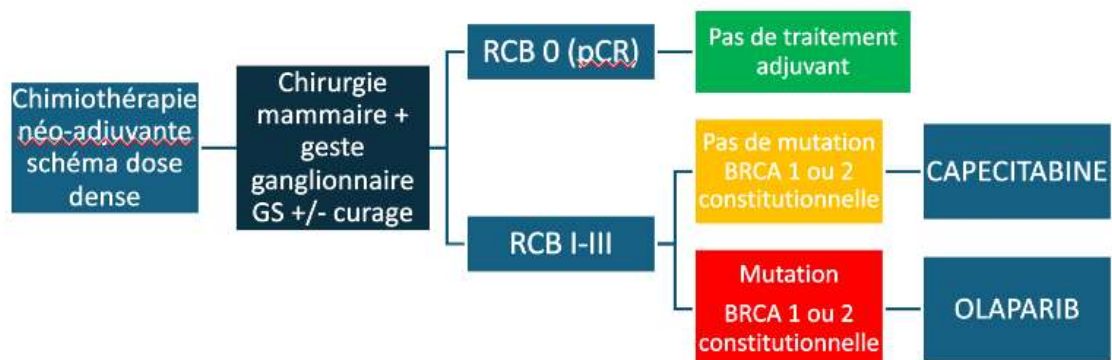 Chimiothérapie
néo-adjuvante
schéma dose
dense
Chirurgie
mammaire +
geste
ganglionnaire
GS +/- curage
RCB 0 (pCR)
Pas de traitement
adjuvant
RCB I-III
Pas de mutation
BRCA 1 ou 2
constitutionnelle
CAPECITABINE
Mutation
BRCA 1 ou 2
constitutionnelle
OLAPARIB